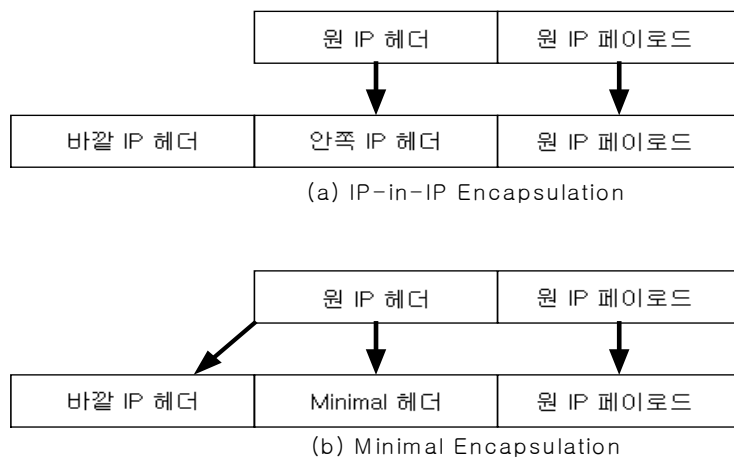 원 IP 헤더 원 IP 페이로드
바깥 IP 헤더 안쪽 IP 헤더 원 IP 페이로드
(a) IP-in-IP Encapsulation
원 IP 헤더 원 IP 페이로드
바깥 IP 헤더 Minimal 헤더 원 IP 페이로드
(b) Minimal Encapsulation